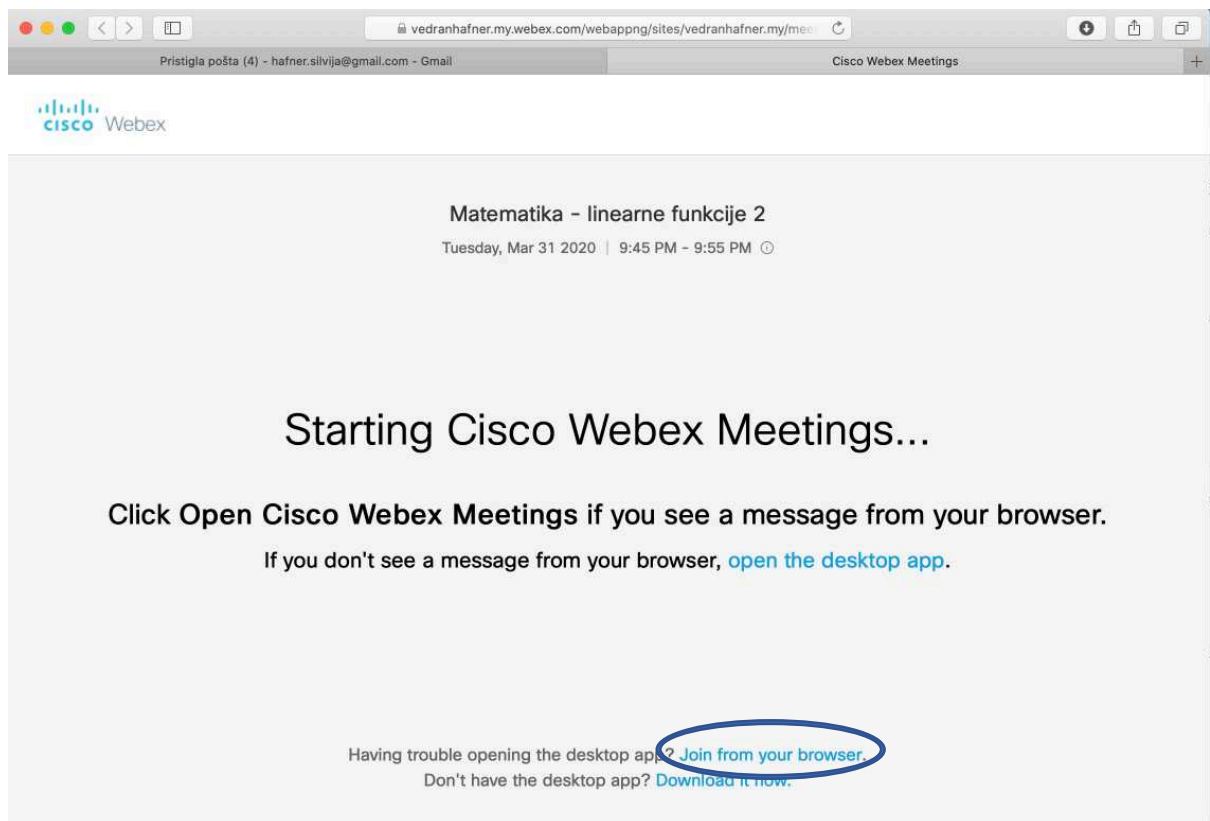 vedranhafner.my.webex.com/webappng/sites/vedranhafner.my/mee
Pristigla pošta (4) - hafner.silvija@gmail.com - Gmail
Cisco Webex Meetings
cisco Webex
Matematika - linearne funkcije 2
Tuesday, Mar 31 2020 | 9:45 PM - 9:55 PM
Starting Cisco Webex Meetings...
Click Open Cisco Webex Meetings if you see a message from your browser.
If you don't see a message from your browser, open the desktop app.
Having trouble opening the desktop app? Join from your browser.
Don't have the desktop app? Download it now.